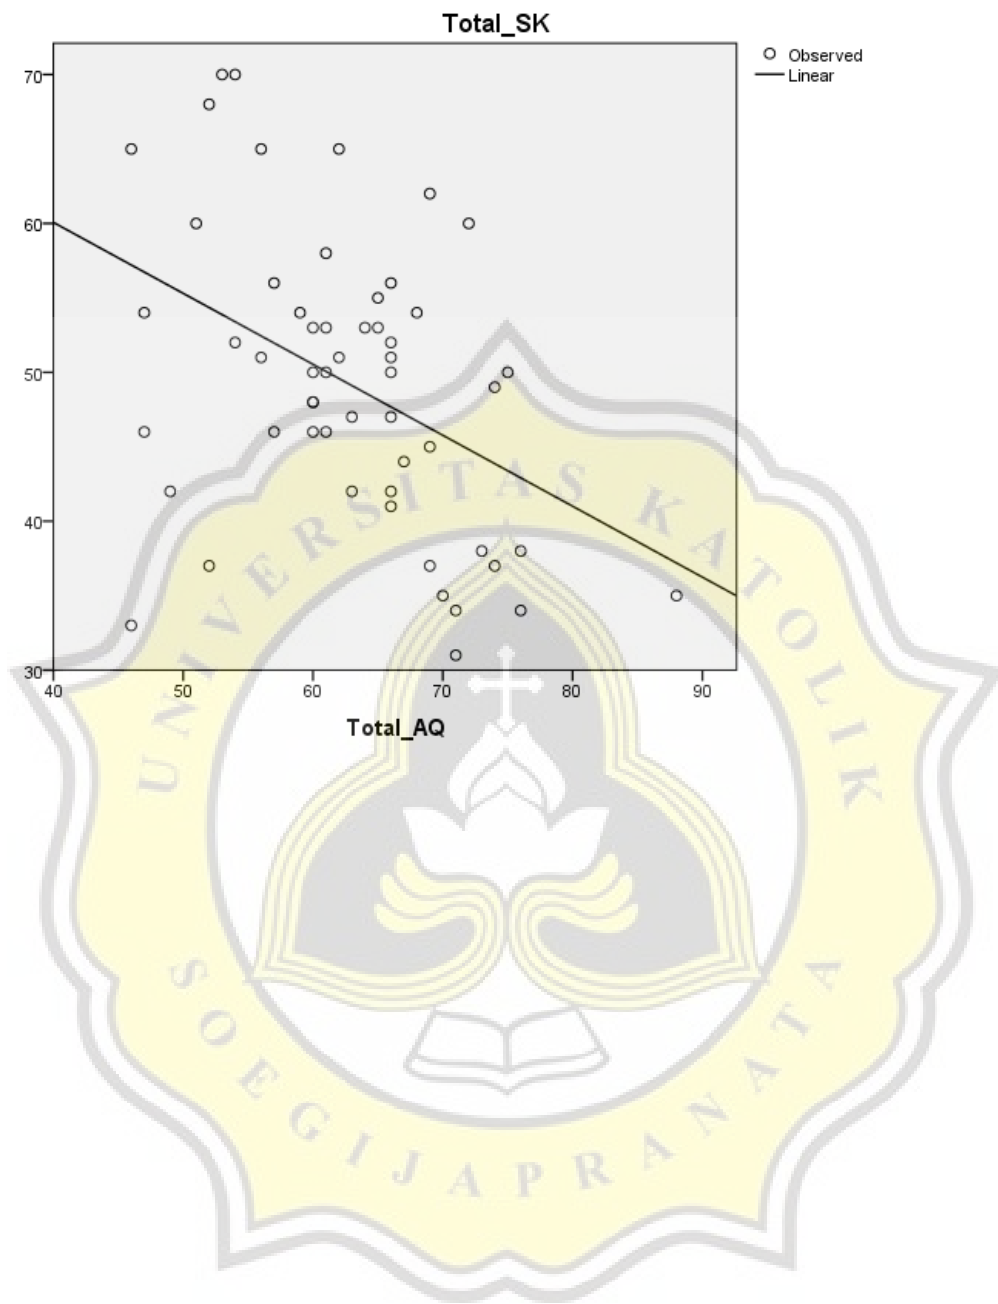 Total_SK
Observed
Linear
70
60
50
40
30
40 50 60 70 80 90
Total_AQ
UNIVERSITAS KATOLIK
SOEGIJAPRANATA